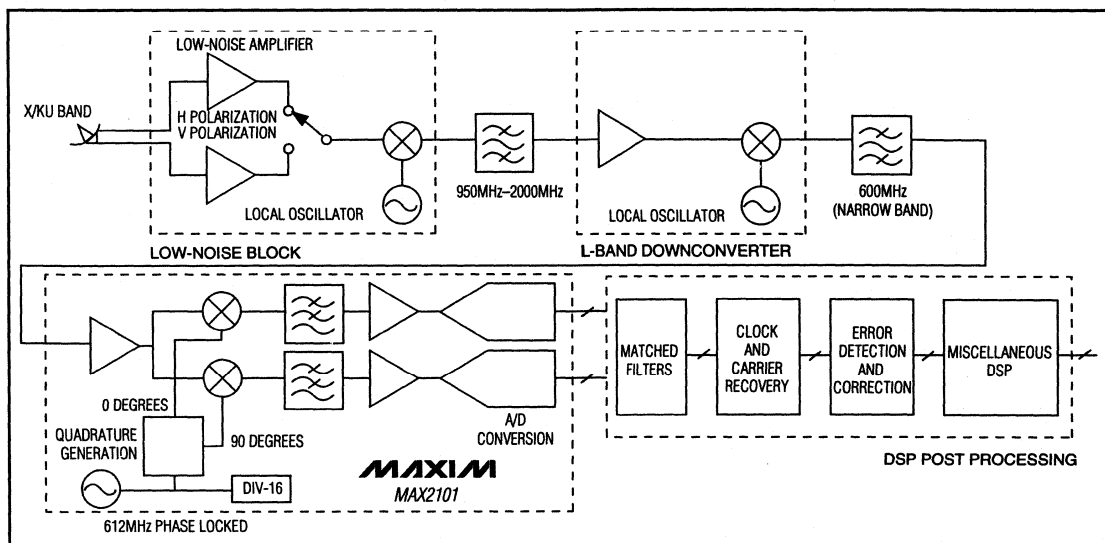 LOW-NOISE AMPLIFIER
X/KU BAND
H POLARIZATION
V POLARIZATION
LOCAL OSCILLATOR
LOW-NOISE BLOCK
950MHz–2000MHz
LOCAL OSCILLATOR
L-BAND DOWNCONVERTER
600MHz
(NARROW BAND)
0 DEGREES
QUADRATURE
GENERATION
90 DEGREES
DIV-16
612MHz PHASE LOCKED
A/D
CONVERSION
MAXIM
MAX2101
MATCHED
FILTERS
CLOCK
AND
CARRIER
RECOVERY
ERROR
DETECTION
AND
CORRECTION
MISCELLANEOUS
DSP
DSP POST PROCESSING